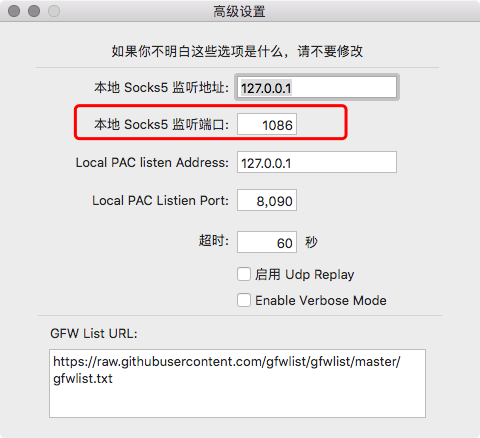 高级设置
如果你不明白这些选项是什么，请不要修改
本地 Socks5 监听地址: 127.0.0.1
本地 Socks5 监听端口: 1086
Local PAC listen Address: 127.0.0.1
Local PAC Listien Port: 8,090
超时: 60 秒
启用 Udp Replay
Enable Verbose Mode
GFW List URL:
https://raw.githubusercontent.com/gfwlist/gfwlist/master/
gfwlist.txt